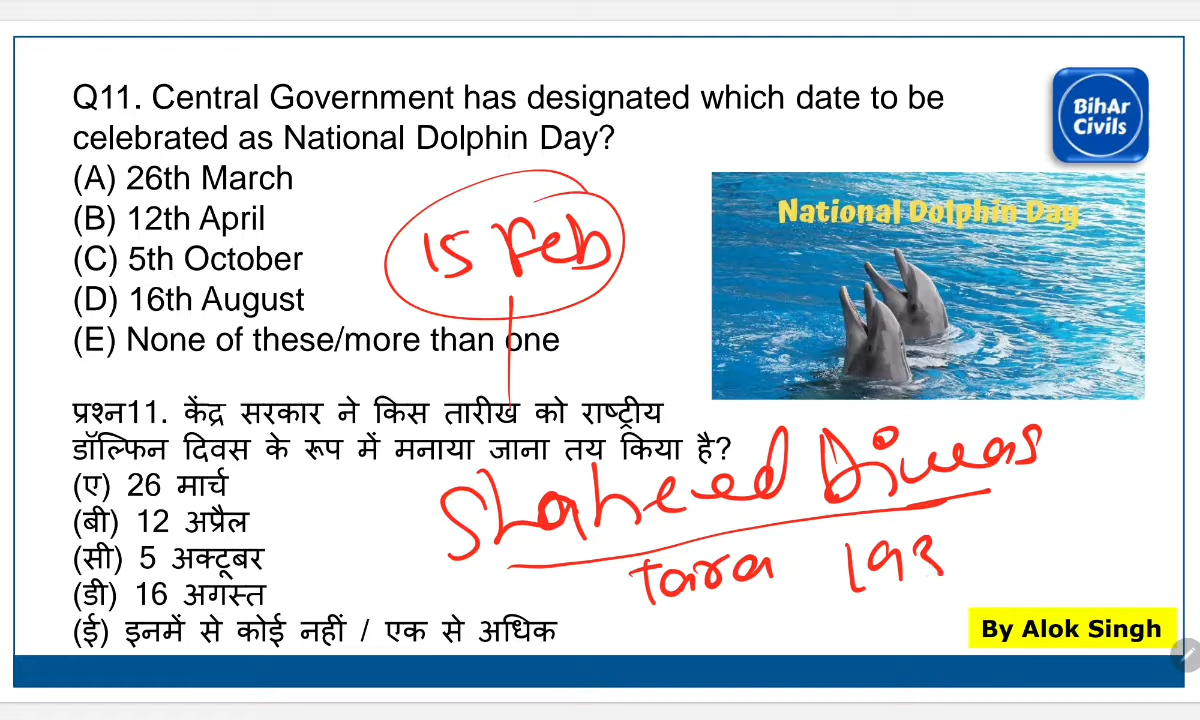 Q11. Central Government has designated which date to be
celebrated as National Dolphin Day?
(A) 26th March
(B) 12th April
(C) 5th October
(D) 16th August
(E) None of these/more than one
BihAr
Civils
National Dolphin Day
15 Feb
प्रश्न11. केंद्र सरकार ने किस तारीख को राष्ट्रीय
डॉल्फिन दिवस के रूप में मनाया जाना तय किया है?
(ए) 26 मार्च
(बी) 12 अप्रैल
(सी) 5 अक्टूबर
(डी) 16 अगस्त
(ई) इनमें से कोई नहीं / एक से अधिक
Shaheed Diwas
Tara 193
By Alok Singh